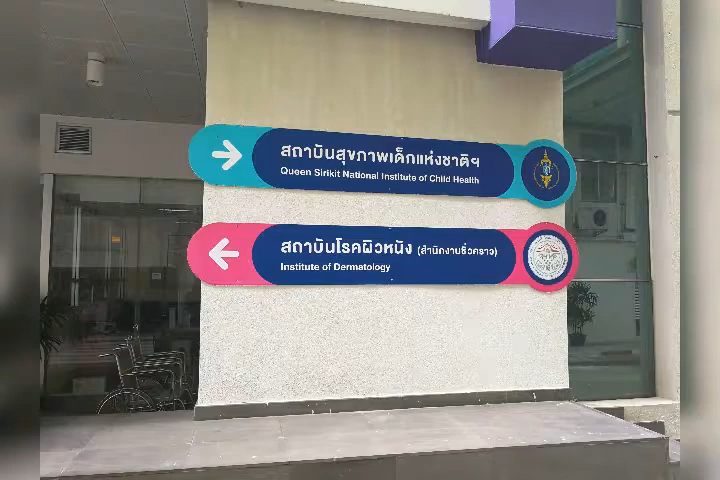 สถาบันสุขภาพเด็กแห่งชาติฯ
Queen Sirikit National Institute of Child Health
สถาบันโรคผิวหนัง (สำนักงานชั่วคราว)
Institute of Dermatology